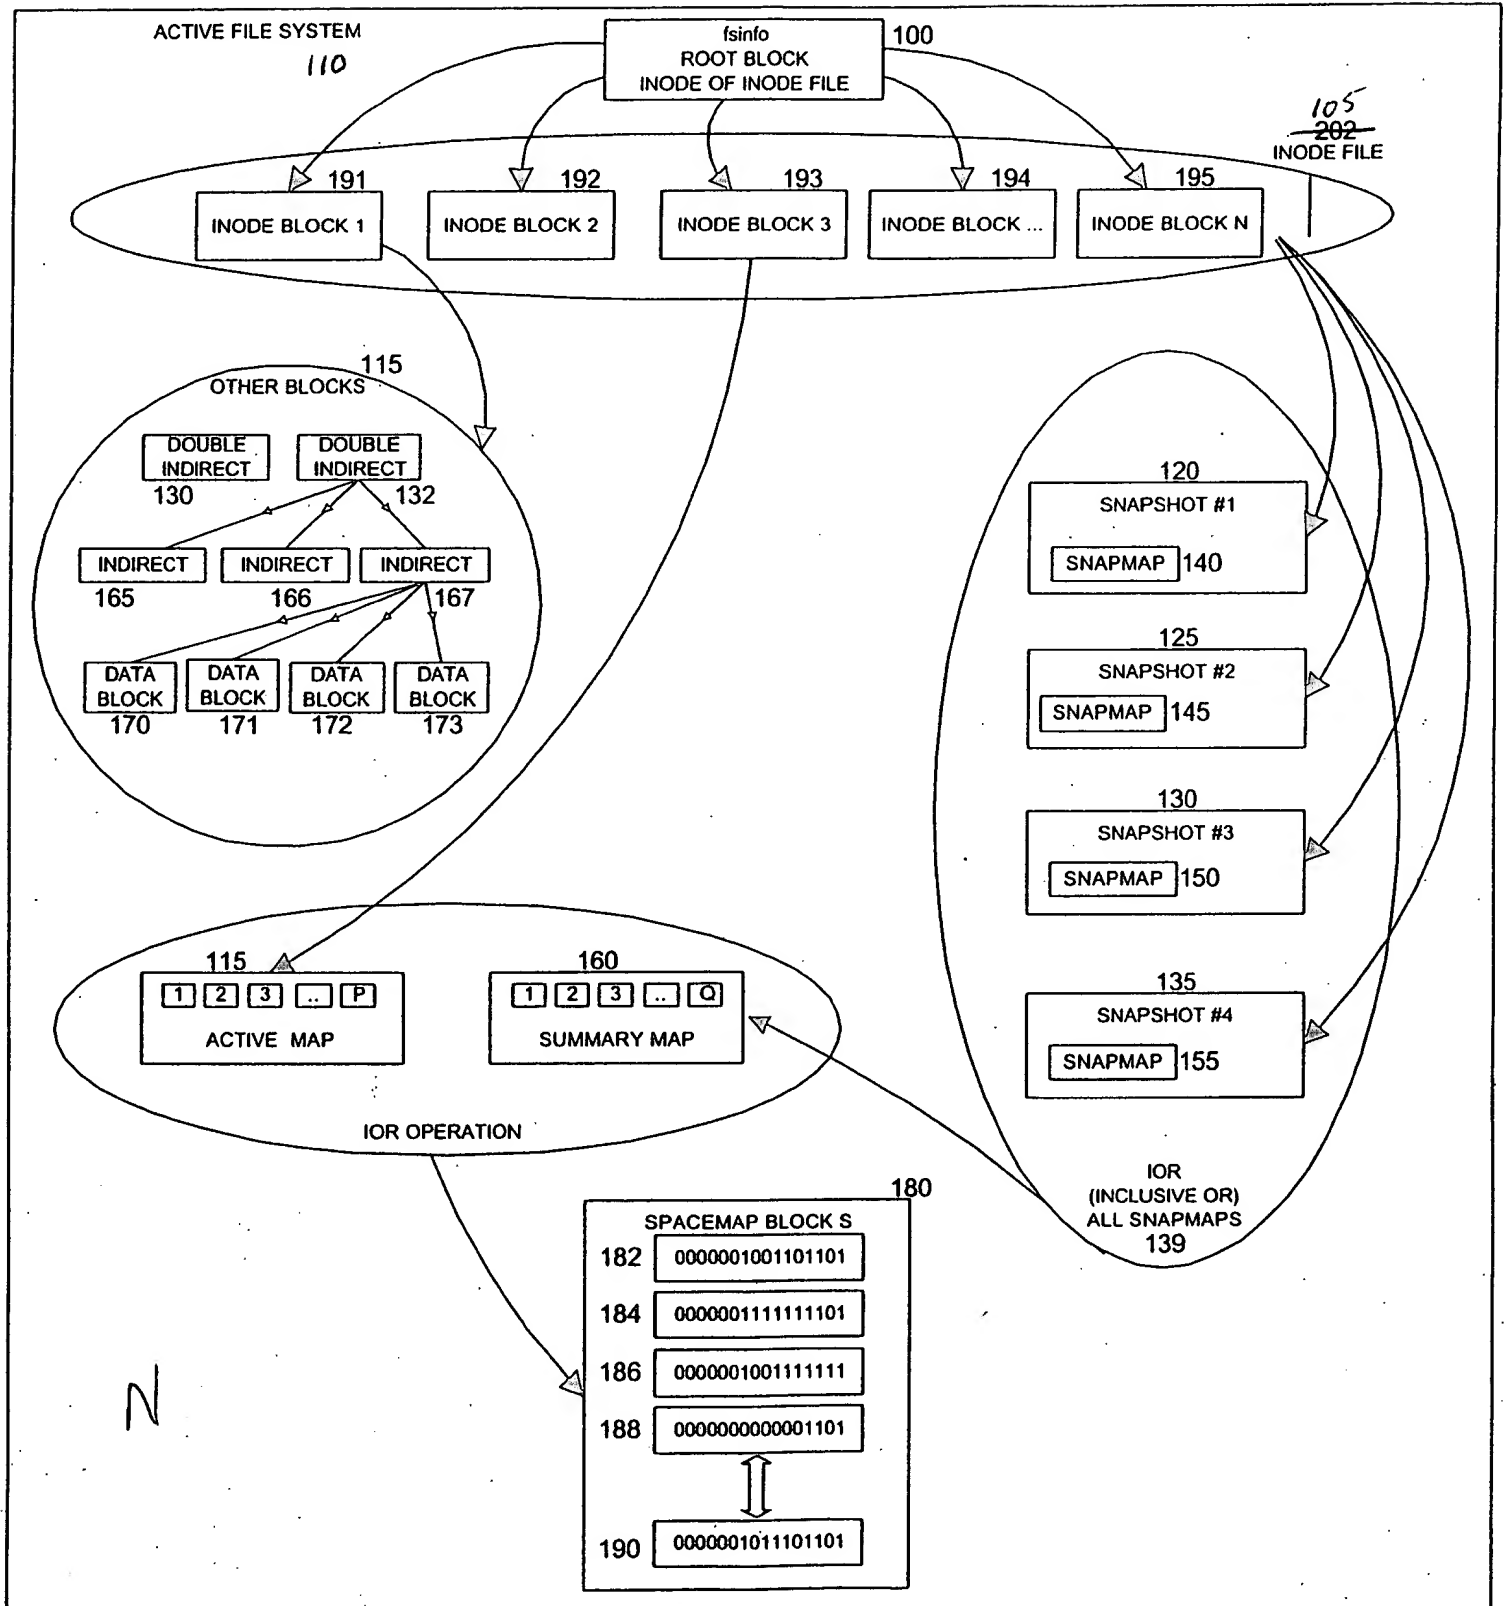 ACTIVE FILE SYSTEM
110
fsinfo
ROOT BLOCK
INODE OF INODE FILE
100
105
202
INODE FILE
191
192
193
194
195
INODE BLOCK 1
INODE BLOCK 2
INODE BLOCK 3
INODE BLOCK ...
INODE BLOCK N
115
OTHER BLOCKS
DOUBLE
INDIRECT
130
DOUBLE
INDIRECT
132
INDIRECT
165
INDIRECT
166
INDIRECT
167
DATA
BLOCK
170
DATA
BLOCK
171
DATA
BLOCK
172
DATA
BLOCK
173
120
SNAPSHOT #1
SNAPMAP 140
125
SNAPSHOT #2
SNAPMAP 145
130
SNAPSHOT #3
SNAPMAP 150
135
SNAPSHOT #4
SNAPMAP 155
IOR
(INCLUSIVE OR)
ALL SNAPMAPS
139
115
1 2 3 .. P
ACTIVE MAP
160
1 2 3 .. Q
SUMMARY MAP
IOR OPERATION
180
SPACEMAP BLOCK S
182 0000001001101101
184 0000001111111101
186 0000001001111111
188 0000000000001101
190 0000001011101101
N